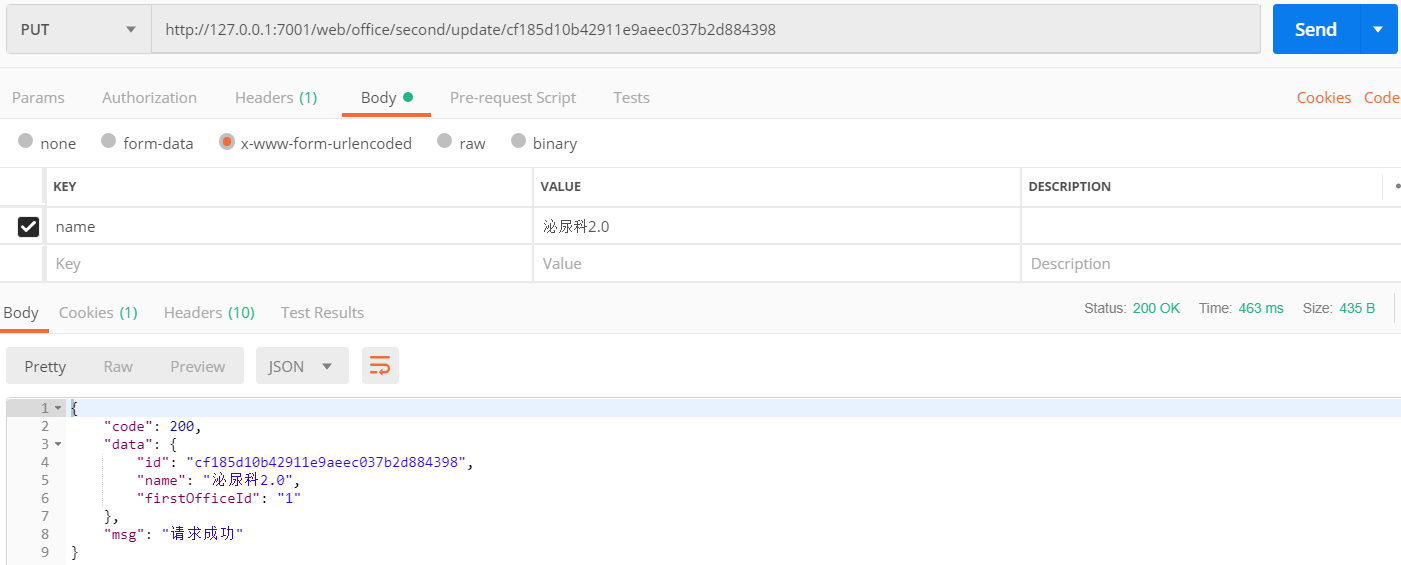 PUT http://127.0.0.1:7001/web/office/second/update/cf185d10b42911e9aeec037b2d884398 Send
Params Authorization Headers (1) Body Pre-request Script Tests Cookies Code
none form-data x-www-form-urlencoded raw binary
KEY VALUE DESCRIPTION
name 泌尿科2.0
Key Value Description
Body Cookies (1) Headers (10) Test Results Status: 200 OK Time: 463 ms Size: 435 B
Pretty Raw Preview JSON
1 {
2 "code": 200,
3 "data": {
4 "id": "cf185d10b42911e9aeec037b2d884398",
5 "name": "泌尿科2.0",
6 "firstOfficeId": "1"
7 },
8 "msg": "请求成功"
9 }